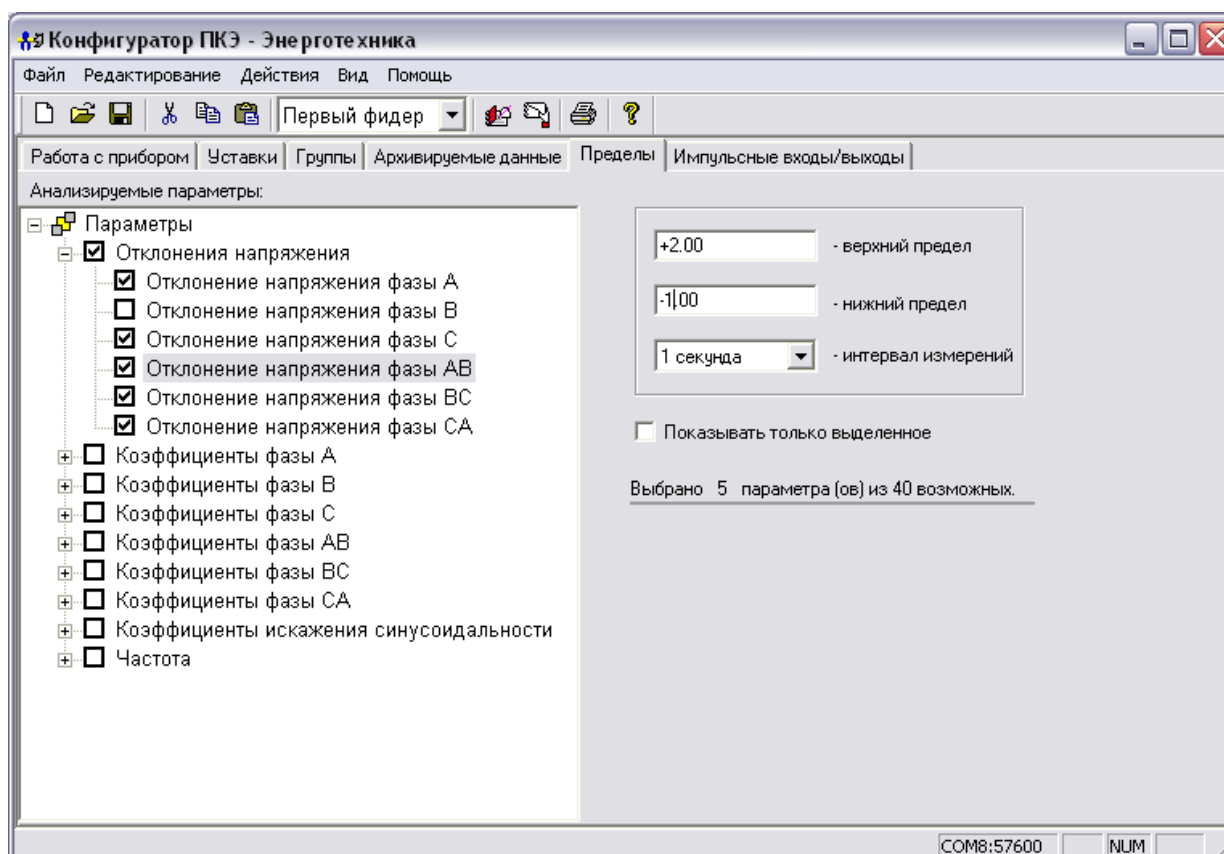 Конфигуратор ПКЭ - Энерготехника
Файл Редактирование Действия Вид Помощь
Первый фидер
Работа с прибором Уставки Группы Архивируемые данные Пределы Импульсные входы/выходы
Анализируемые параметры:
Параметры
Отклонения напряжения
Отклонение напряжения фазы A
Отклонение напряжения фазы B
Отклонение напряжения фазы C
Отклонение напряжения фазы AB
Отклонение напряжения фазы BC
Отклонение напряжения фазы CA
Коэффициенты фазы A
Коэффициенты фазы B
Коэффициенты фазы C
Коэффициенты фазы AB
Коэффициенты фазы BC
Коэффициенты фазы CA
Коэффициенты искажения синусоидальности
Частота
+2.00 - верхний предел
-1.00 - нижний предел
1 секунда - интервал измерений
Показывать только выделенное
Выбрано 5 параметра (ов) из 40 возможных.
COM8:57600 NUM